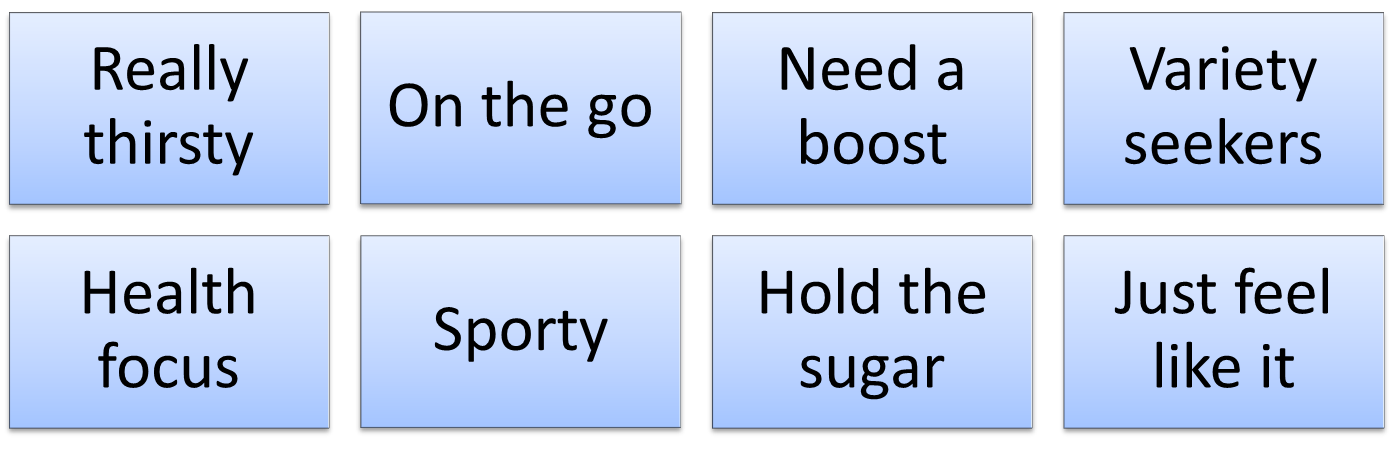 Really
thirsty
On the go
Need a
boost
Variety
seekers
Health
focus
Sporty
Hold the
sugar
Just feel
like it